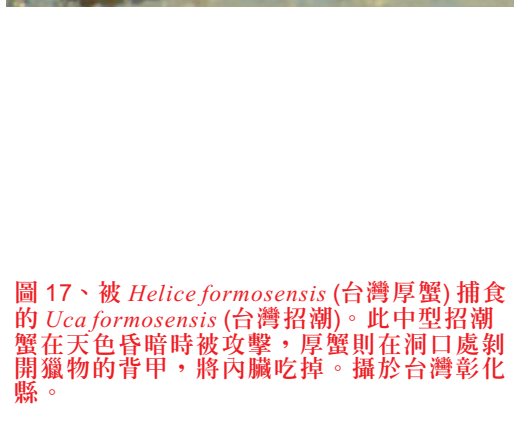 圖 17、被 Helice formosensis (台灣厚蟹) 捕食
的 Uca formosensis (台灣招潮)。此中型招潮
蟹在天色昏暗時被攻擊，厚蟹則在洞口處剝
開獵物的背甲，將內臟吃掉。攝於台灣彰化
縣。